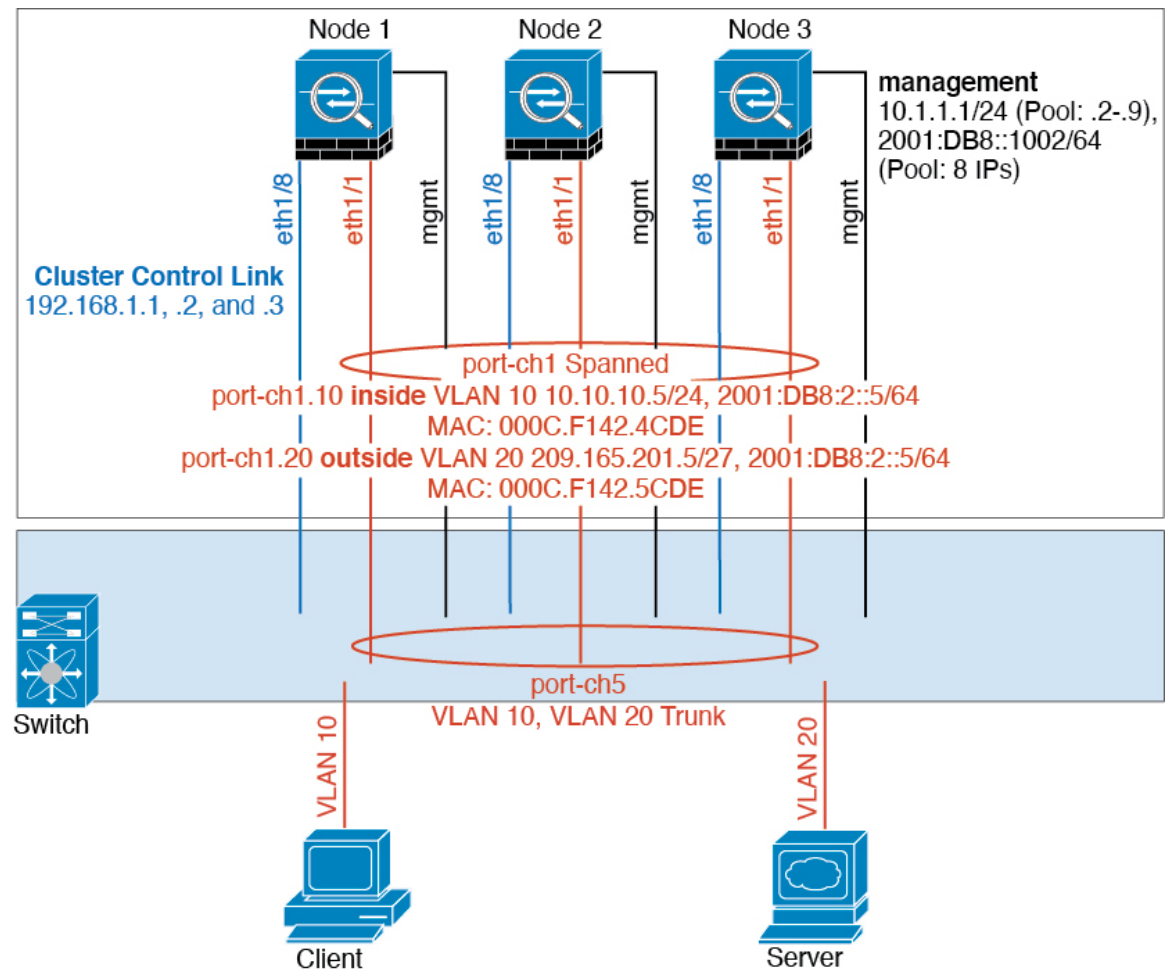 Node 1
Node 2
Node 3
management
10.1.1.1/24 (Pool: .2-.9),
2001:DB8::1002/64
(Pool: 8 IPs)
eth1/8
eth1/1
mgmt
eth1/8
eth1/1
mgmt
eth1/8
eth1/1
mgmt
Cluster Control Link
192.168.1.1, .2, and .3
port-ch1 Spanned
port-ch1.10 inside VLAN 10 10.10.10.5/24, 2001:DB8:2::5/64
MAC: 000C.F142.4CDE
port-ch1.20 outside VLAN 20 209.165.201.5/27, 2001:DB8:2::5/64
MAC: 000C.F142.5CDE
port-ch5
VLAN 10, VLAN 20 Trunk
Switch
VLAN 10
VLAN 20
Client
Server